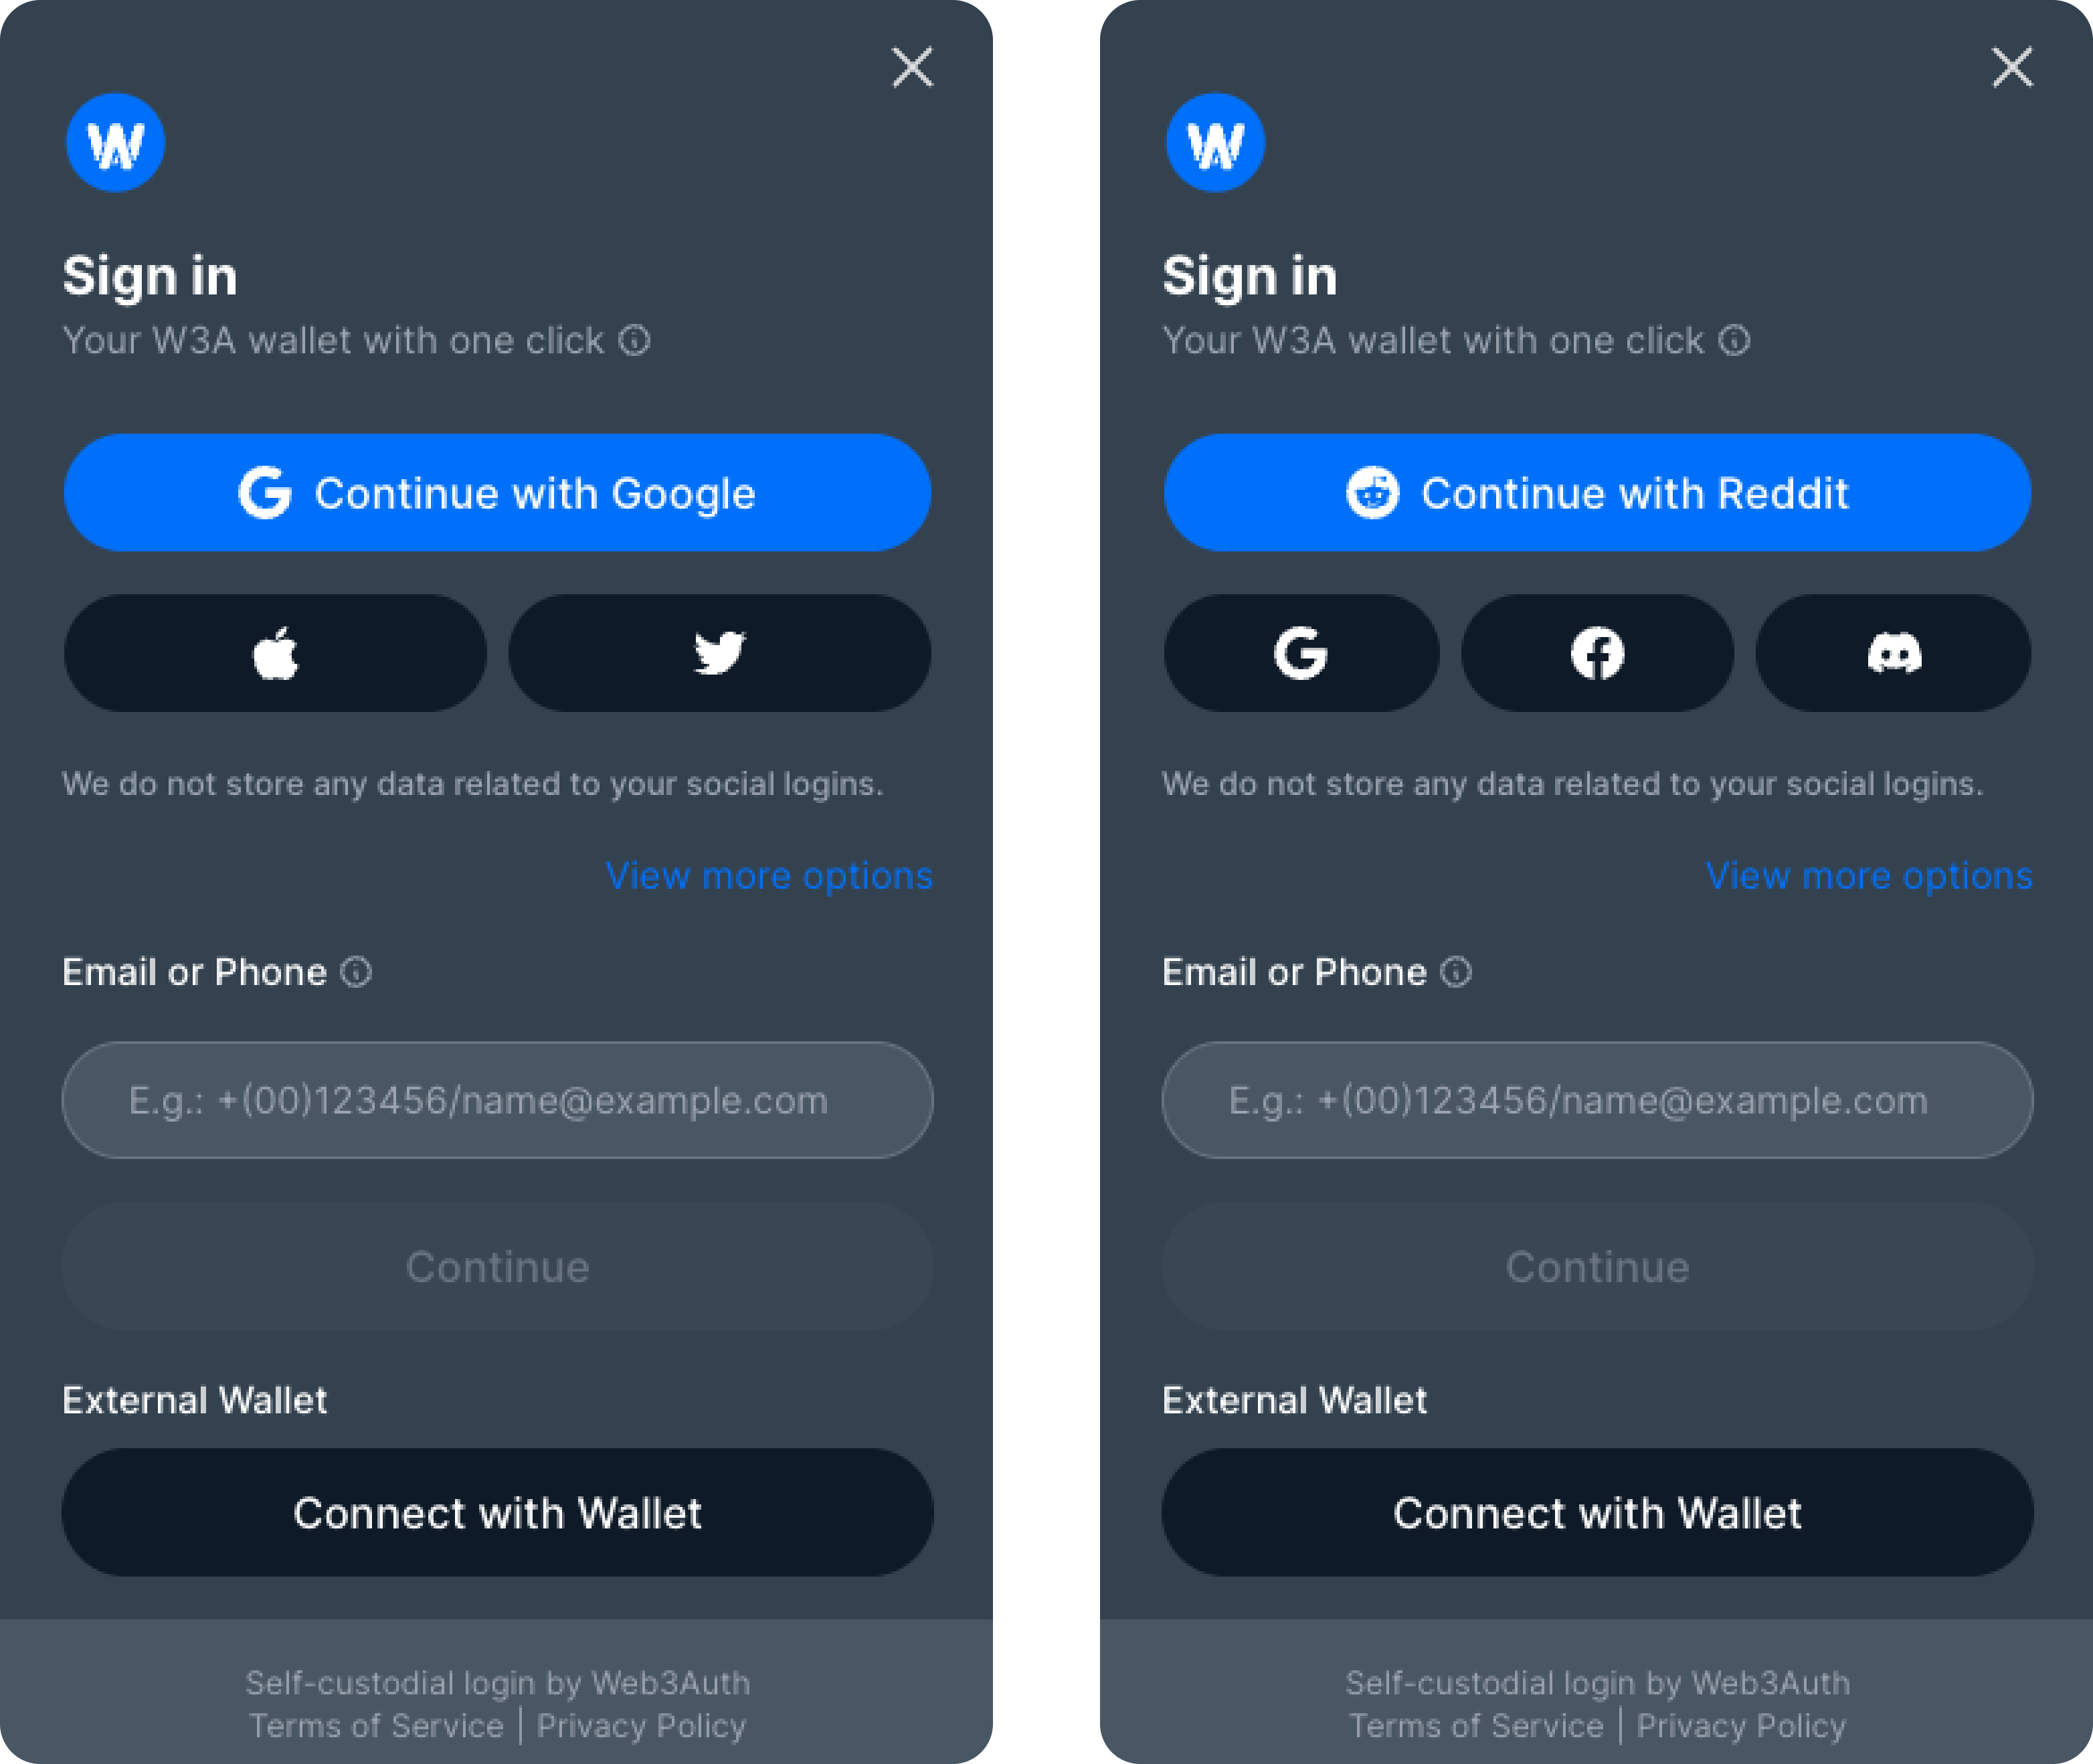 W
Sign in
Your W3A wallet with one click
Continue with Google
We do not store any data related to your social logins.
View more options
Email or Phone
E.g.: +(00)123456/name@example.com
Continue
External Wallet
Connect with Wallet
Self-custodial login by Web3Auth
Terms of Service | Privacy Policy
W
Sign in
Your W3A wallet with one click
Continue with Reddit
We do not store any data related to your social logins.
View more options
Email or Phone
E.g.: +(00)123456/name@example.com
Continue
External Wallet
Connect with Wallet
Self-custodial login by Web3Auth
Terms of Service | Privacy Policy